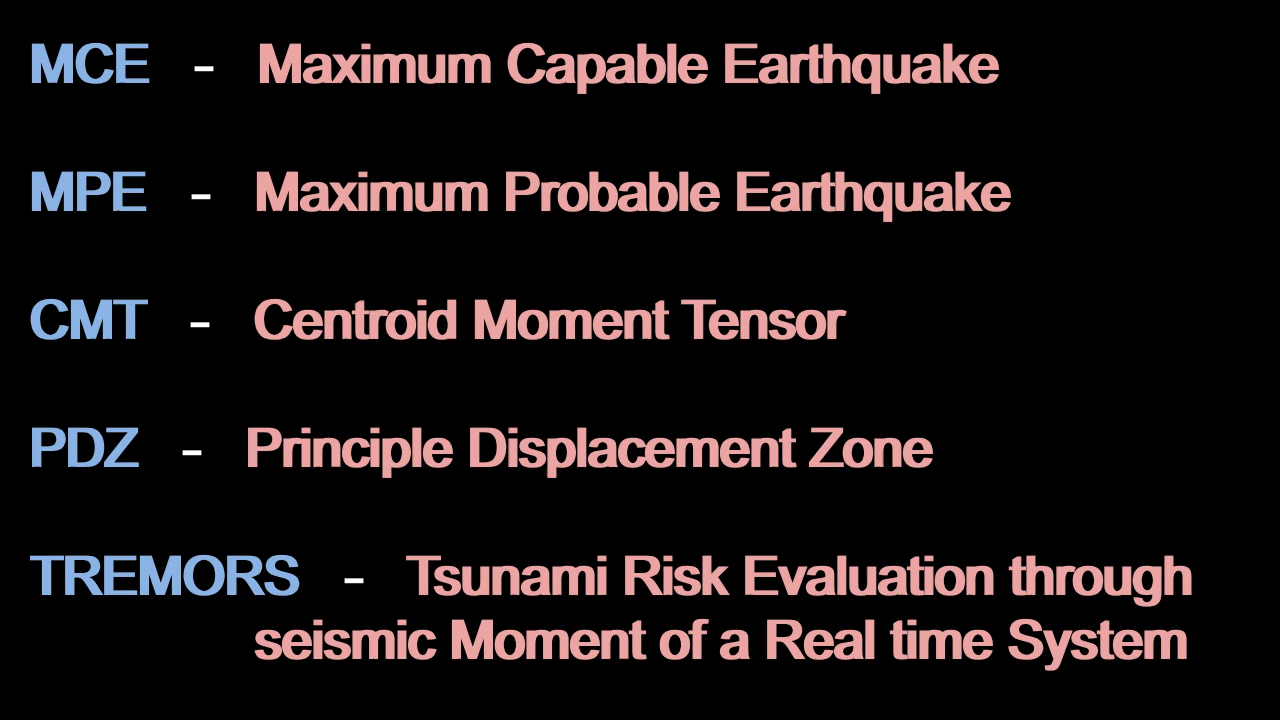 MCE - Maximum Capable Earthquake
MPE - Maximum Probable Earthquake
CMT - Centroid Moment Tensor
PDZ - Principle Displacement Zone
TREMORS - Tsunami Risk Evaluation through
seismic Moment of a Real time System